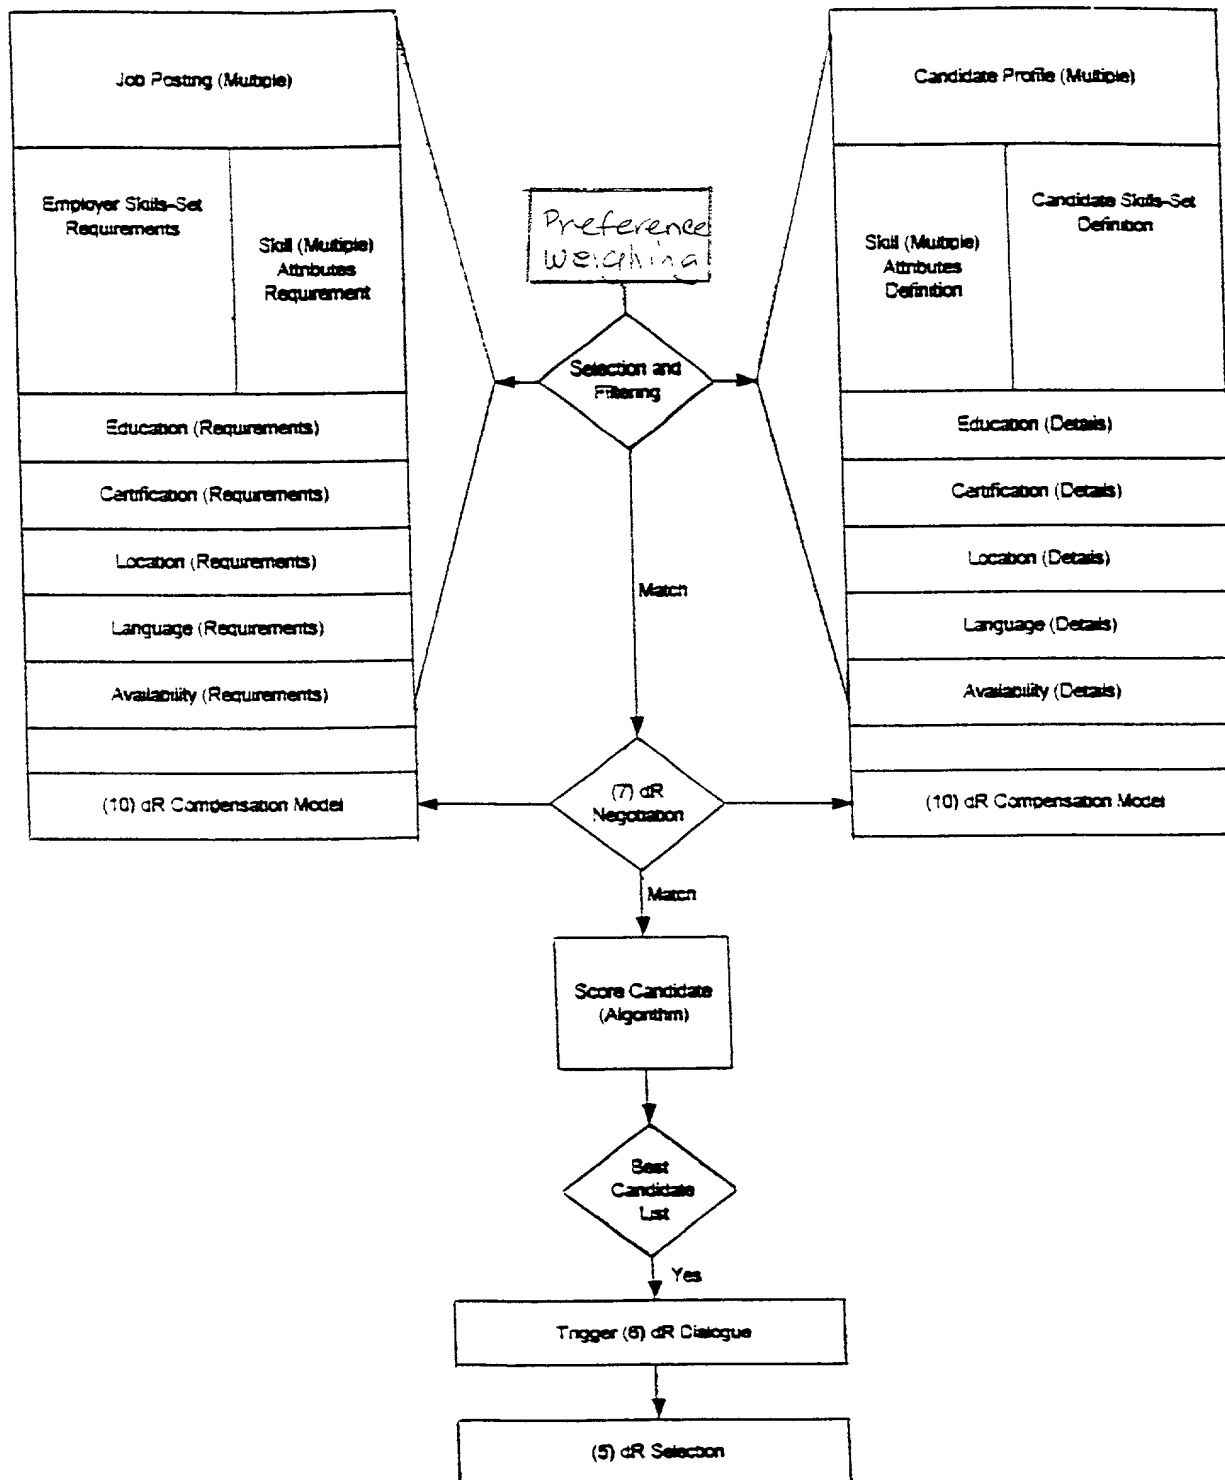 Job Posting (Multiple)
Employer Skills-Set
Requirements
Skill (Multiple)
Attributes
Requirement
Education (Requirements)
Certification (Requirements)
Location (Requirements)
Language (Requirements)
Availability (Requirements)
(10) dR Compensation Model
Preference
Weighing
Selection and
Filtering
Match
(7) dR
Negotiation
Match
Score Candidate
(Algorithm)
Best
Candidate
List
Yes
Trigger (6) dR Dialogue
(5) dR Selection
Candidate Profile (Multiple)
Skill (Multiple)
Attributes
Definition
Candidate Skills-Set
Definition
Education (Details)
Certification (Details)
Location (Details)
Language (Details)
Availability (Details)
(10) dR Compensation Model